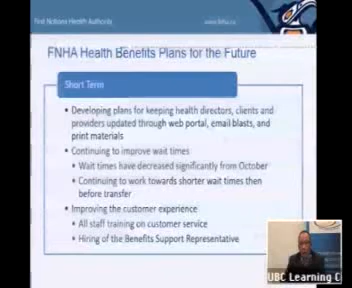 First Nations Health Authority
www.fnha.ca
FNHA Health Benefits Plans for the Future
Short Term
• Developing plans for keeping health directors, clients and
providers updated through web portal, email blasts, and
print materials
• Continuing to improve wait times
• Wait times have decreased significantly from October
• Continuing to work towards shorter wait times then
before transfer
• Improving the customer experience
• All staff training on customer service
• Hiring of the Benefits Support Representative
UBC Learning C